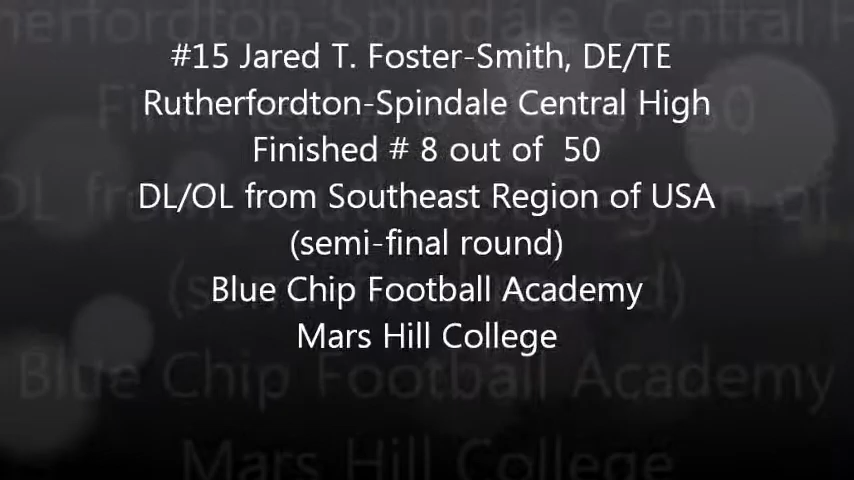 #15 Jared T. Foster-Smith, DE/TE
Rutherfordton-Spindale Central High
Finished # 8 out of  50
DL/OL from Southeast Region of USA
(semi-final round)
Blue Chip Football Academy
Mars Hill College